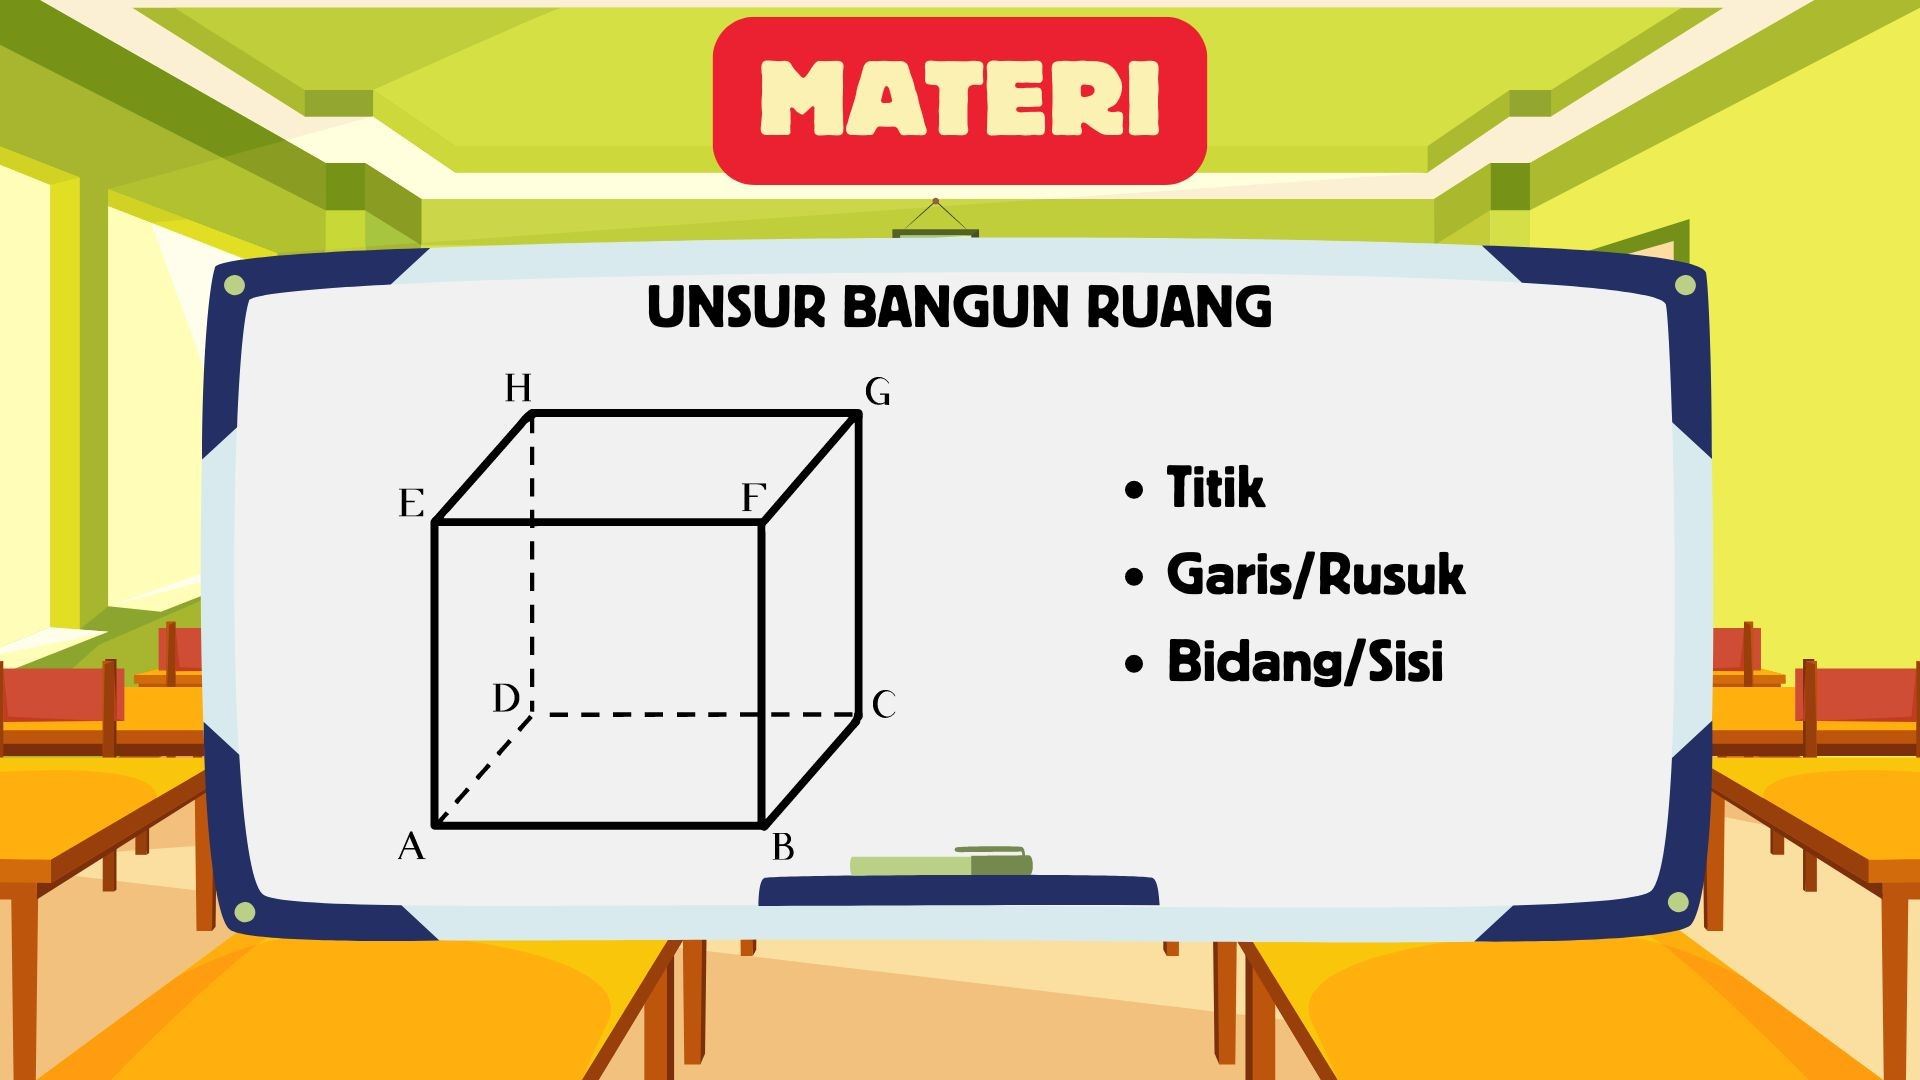 MATERI
UNSUR BANGUN RUANG
H
G
E
F
D
C
A
B
• Titik
• Garis/Rusuk
• Bidang/Sisi